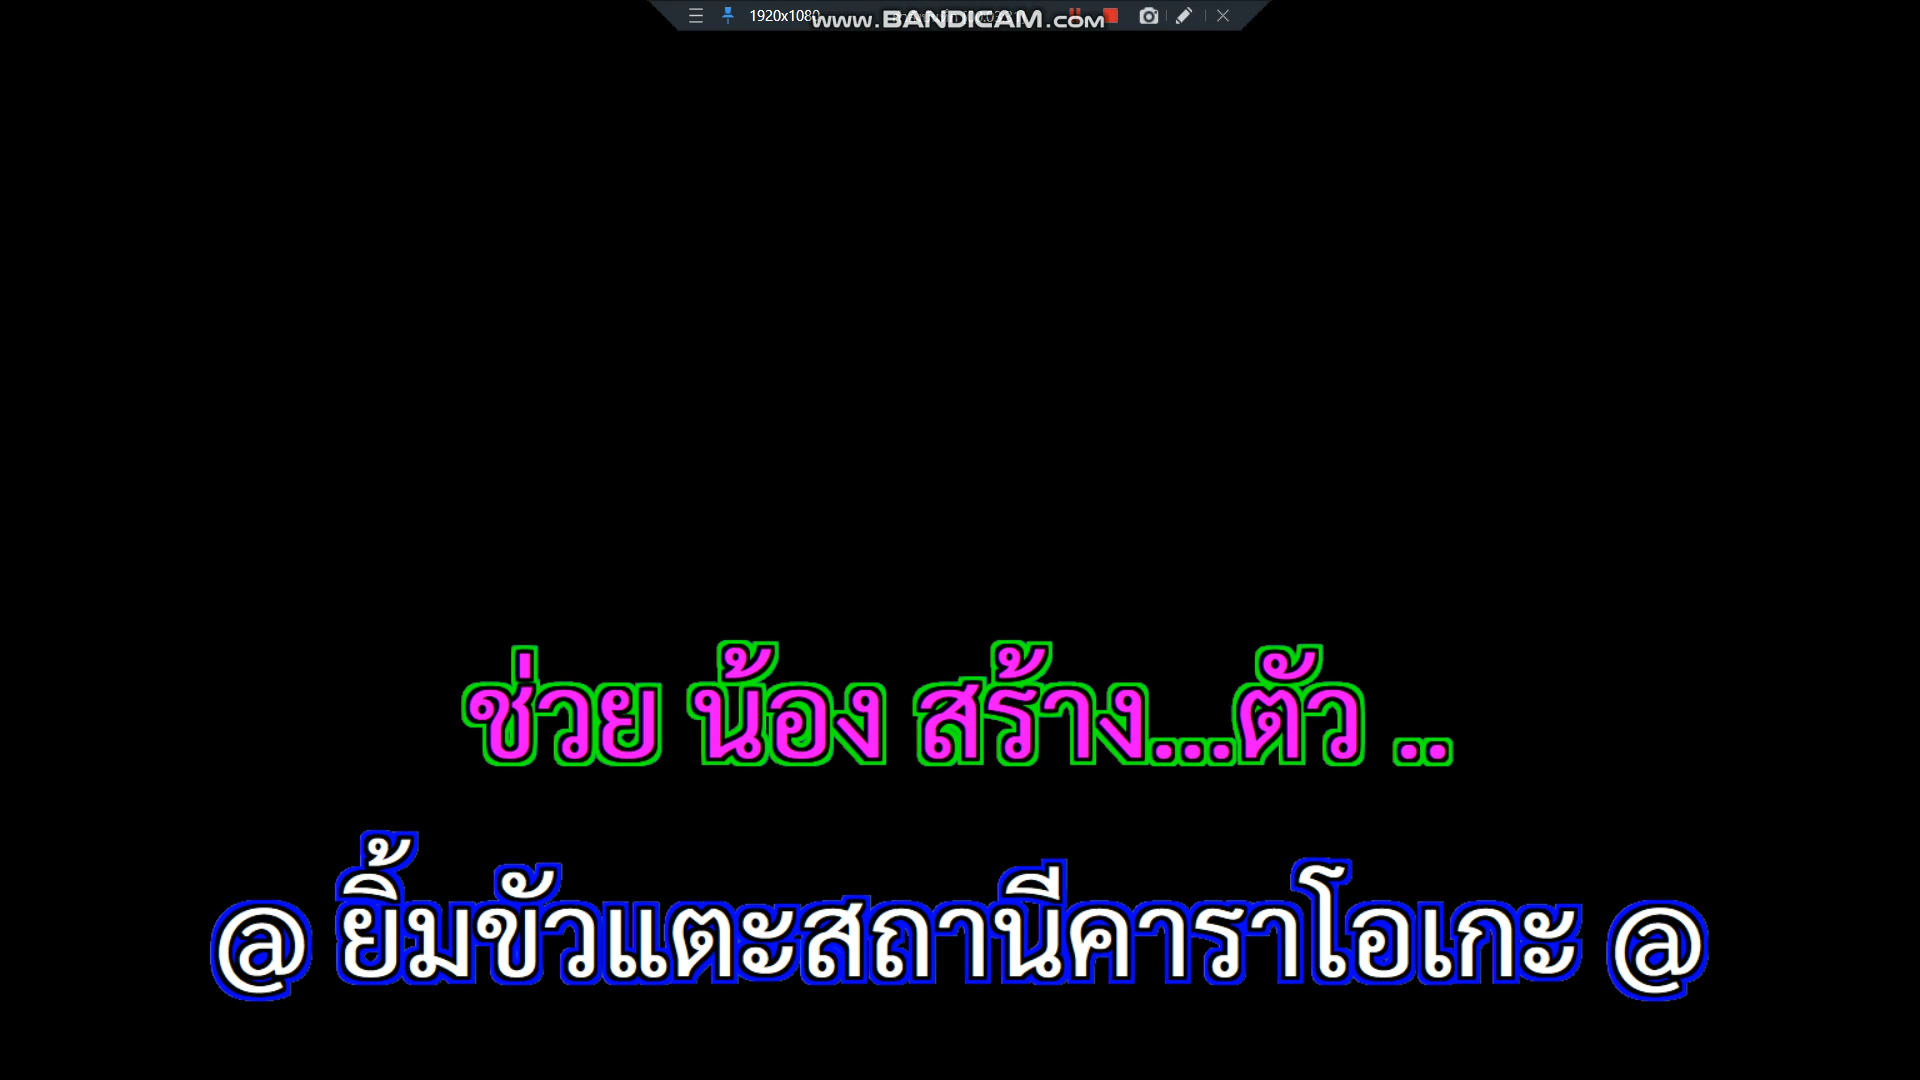 1920x1080
www.BANDICAM.com
ช่วย น้อง สร้าง...ตัว ..
@ ยิ้มขัวแตะสถานีคาราโอเกะ @